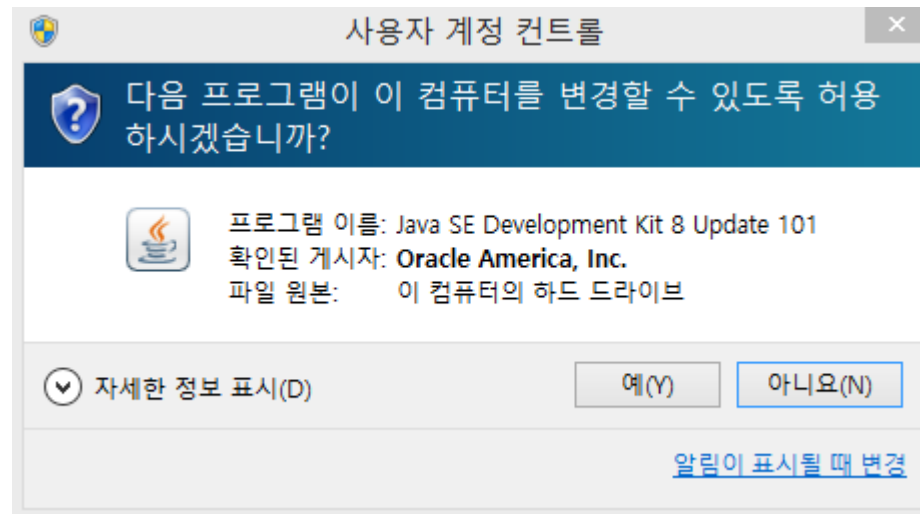 사용자 계정 컨트롤
다음 프로그램이 이 컴퓨터를 변경할 수 있도록 허용
하시겠습니까?
프로그램 이름: Java SE Development Kit 8 Update 101
확인된 게시자: Oracle America, Inc.
파일 원본: 이 컴퓨터의 하드 드라이브
자세한 정보 표시(D) 예(Y) 아니요(N)
알림이 표시될 때 변경